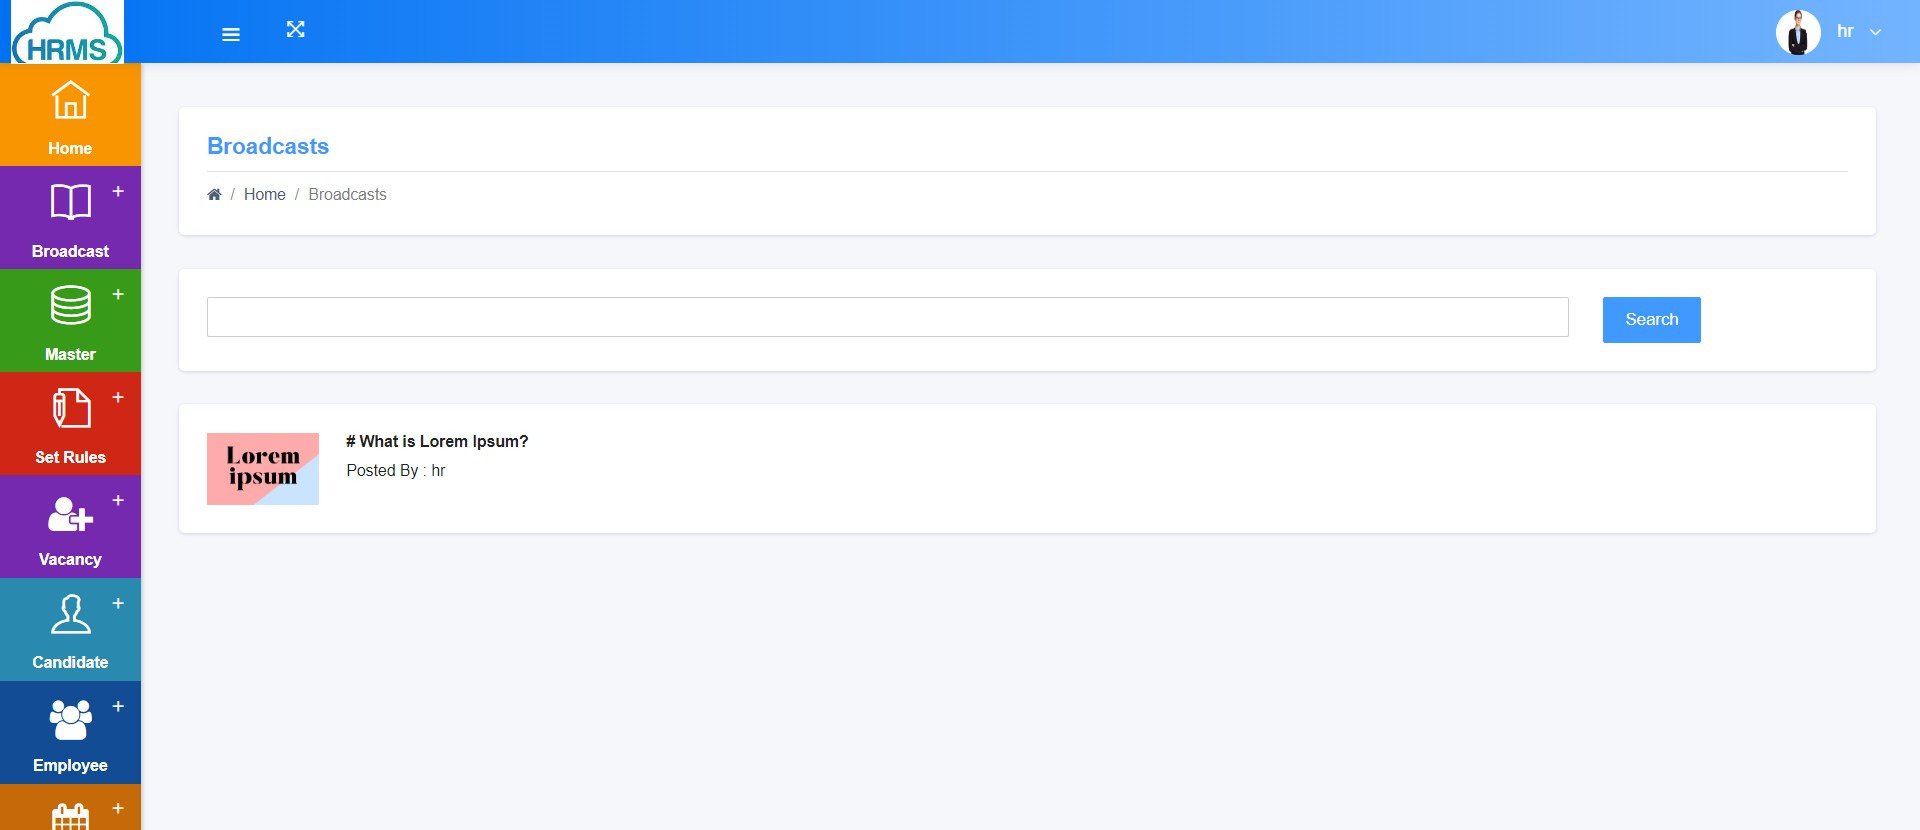 HRMS
hr
Home
Broadcast
Master
Set Rules
Vacancy
Candidate
Employee
Broadcasts
/ Home / Broadcasts
Search
Lorem
ipsum
# What is Lorem Ipsum?
Posted By : hr